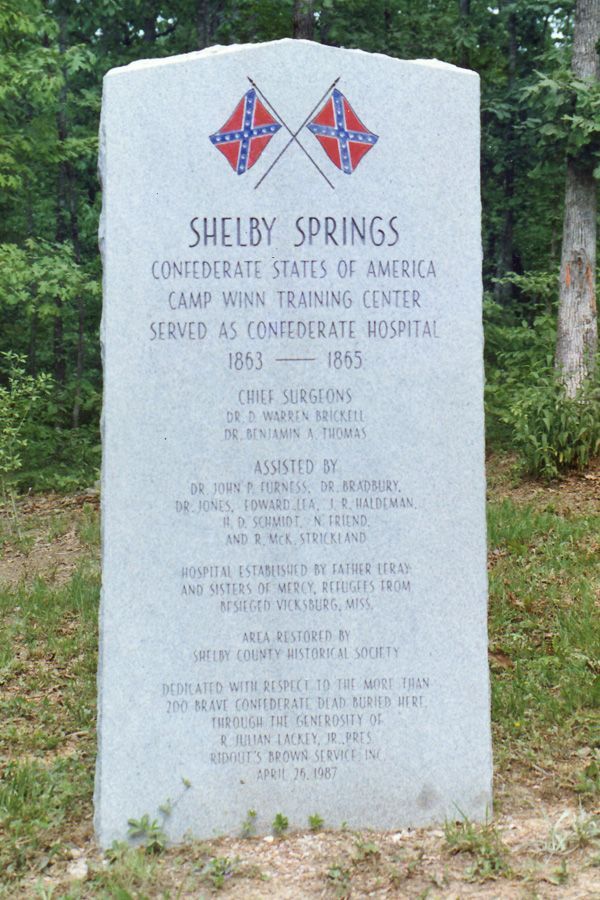 SHELBY SPRINGS
CONFEDERATE STATES OF AMERICA
CAMP WINN TRAINING CENTER
SERVED AS CONFEDERATE HOSPITAL
1863 — 1865
CHIEF SURGEONS
DR. D. WARREN BRICKELL
DR. BENJAMIN A. THOMAS
ASSISTED BY
DR. JOHN P. FURNESS, DR. BRADBURY,
DR. JONES, EDWARD LEA, J. R. HALDEMAN,
H. D. SCHMIDT, N. FRIEND,
AND R. McK. STRICKLAND
HOSPITAL ESTABLISHED BY FATHER LERAY
AND SISTERS OF MERCY, REFUGEES FROM
BESIEGED VICKSBURG, MISS.
AREA RESTORED BY
SHELBY COUNTY HISTORICAL SOCIETY
DEDICATED WITH RESPECT TO THE MORE THAN
200 BRAVE CONFEDERATE DEAD BURIED HERE
THROUGH THE GENEROSITY OF
R. JULIAN LACKEY, JR., PRES.
RIDOUT'S BROWN SERVICE INC.
APRIL 26, 1987